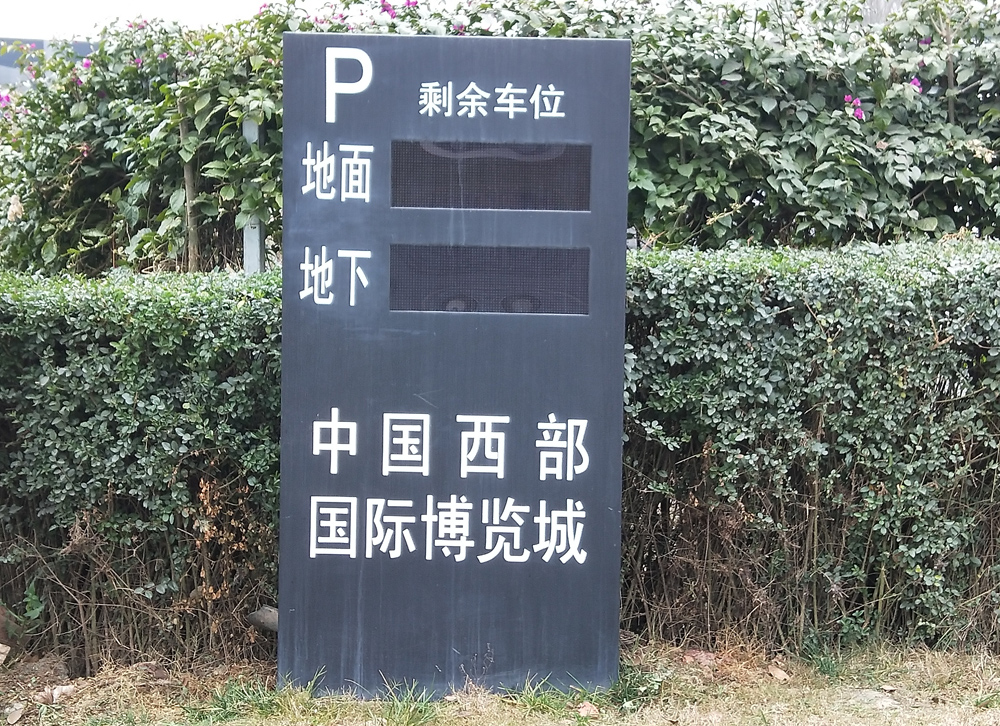 P 剩余车位
地面
地下
中国西部
国际博览城